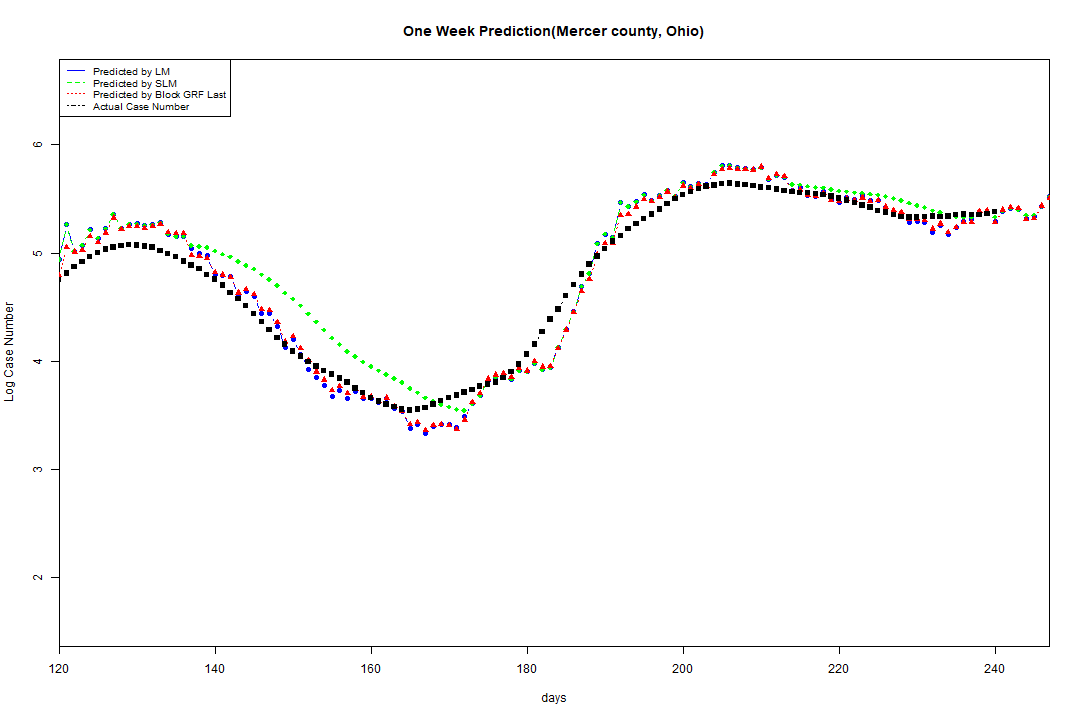 One Week Prediction(Mercer county, Ohio)
Predicted by LM
Predicted by SLM
Predicted by Block GRF Last
Actual Case Number
6
5
4
3
2
Log Case Number
120 140 160 180 200 220 240
days